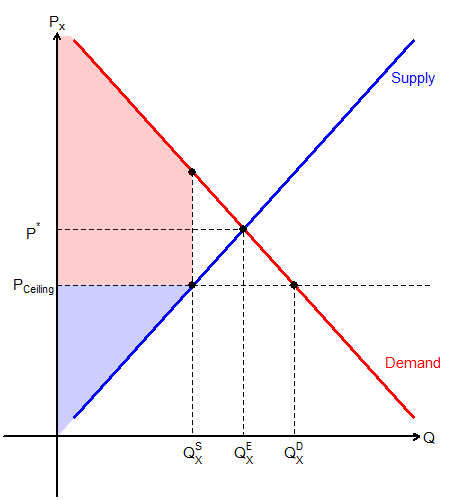 Px
Supply
P*
PCeiling
Demand
Q
QXS QXE QXD